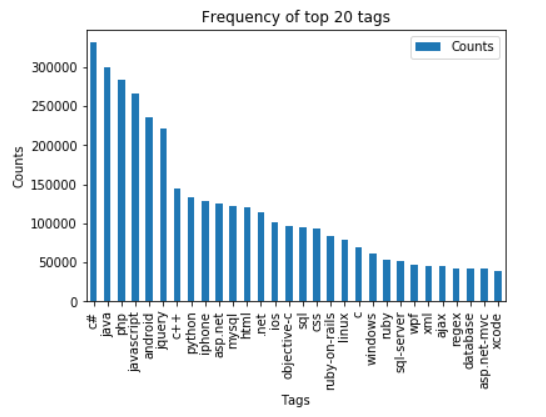 Frequency of top 20 tags
Counts
300000
250000
200000
150000
100000
50000
0
Counts
c#
java
php
javascript
android
jquery
c++
python
iphone
asp.net
mysql
html
.net
ios
objective-c
sql
css
ruby-on-rails
linux
c
windows
ruby
sql-server
wpf
xml
ajax
regex
database
asp.net-mvc
xcode
Tags